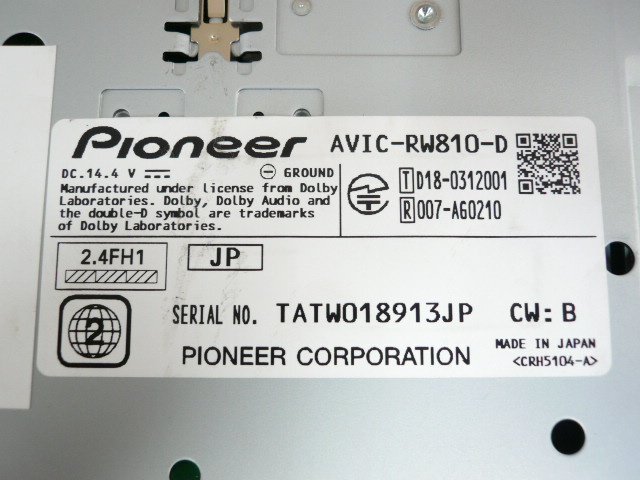 Pioneer AVIC-RW810-D
DC.14.4 V GROUND
Manufactured under license from Dolby
Laboratories. Dolby, Dolby Audio and
the double-D symbol are trademarks
of Dolby Laboratories.
T D18-0312001
R 007-A60210
2.4FH1 JP
2
SERIAL NO. TATW018913JP CW: B
PIONEER CORPORATION
MADE IN JAPAN
<CRH5104-A>